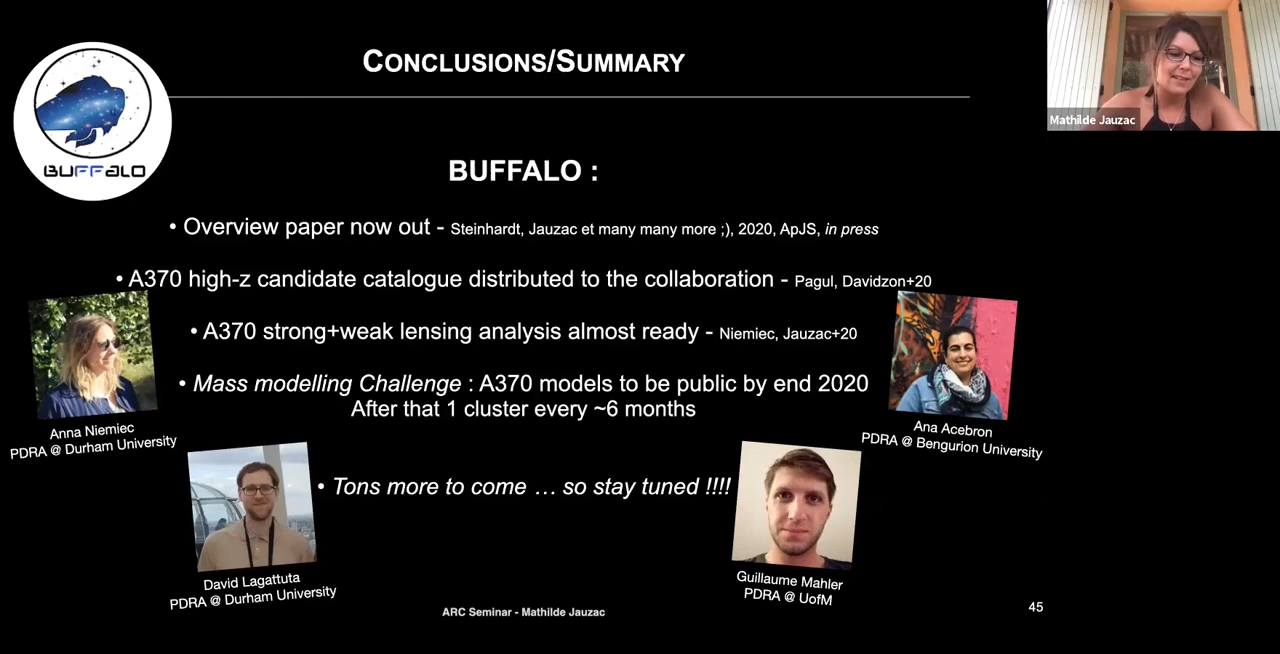 CONCLUSIONS/SUMMARY
Mathilde Jauzac
BUFFALO
BUFFALO :
• Overview paper now out - Steinhardt, Jauzac et many many more ;), 2020, ApJS, in press
• A370 high-z candidate catalogue distributed to the collaboration - Pagul, Davidzon+20
• A370 strong+weak lensing analysis almost ready - Niemiec, Jauzac+20
• Mass modelling Challenge : A370 models to be public by end 2020
After that 1 cluster every ~6 months
Anna Niemiec
PDRA @ Durham University
Ana Acebron
PDRA @ Bengurion University
• Tons more to come … so stay tuned !!!!
David Lagattuta
PDRA @ Durham University
Guillaume Mahler
PDRA @ UofM
ARC Seminar - Mathilde Jauzac
45